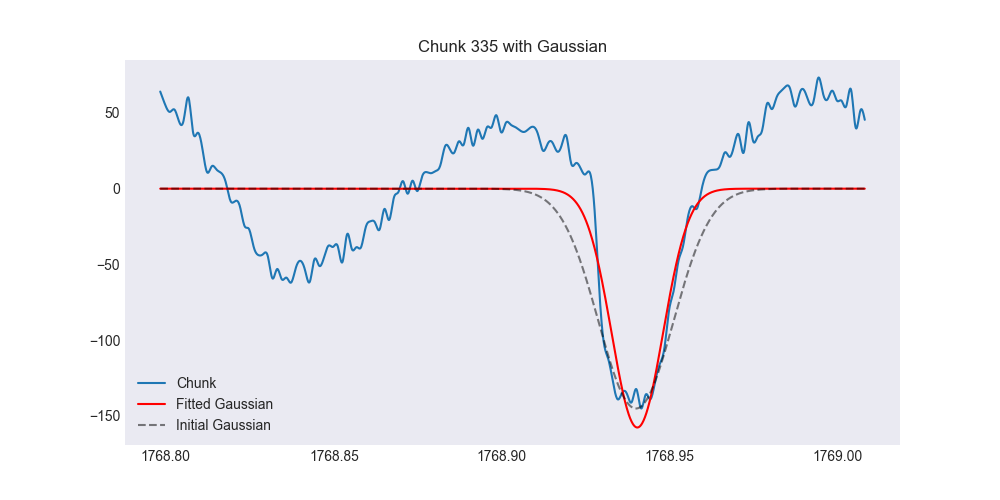 Chunk 335 with Gaussian
50
0
−50
−100
−150
Chunk
Fitted Gaussian
Initial Gaussian
1768.80 1768.85 1768.90 1768.95 1769.00